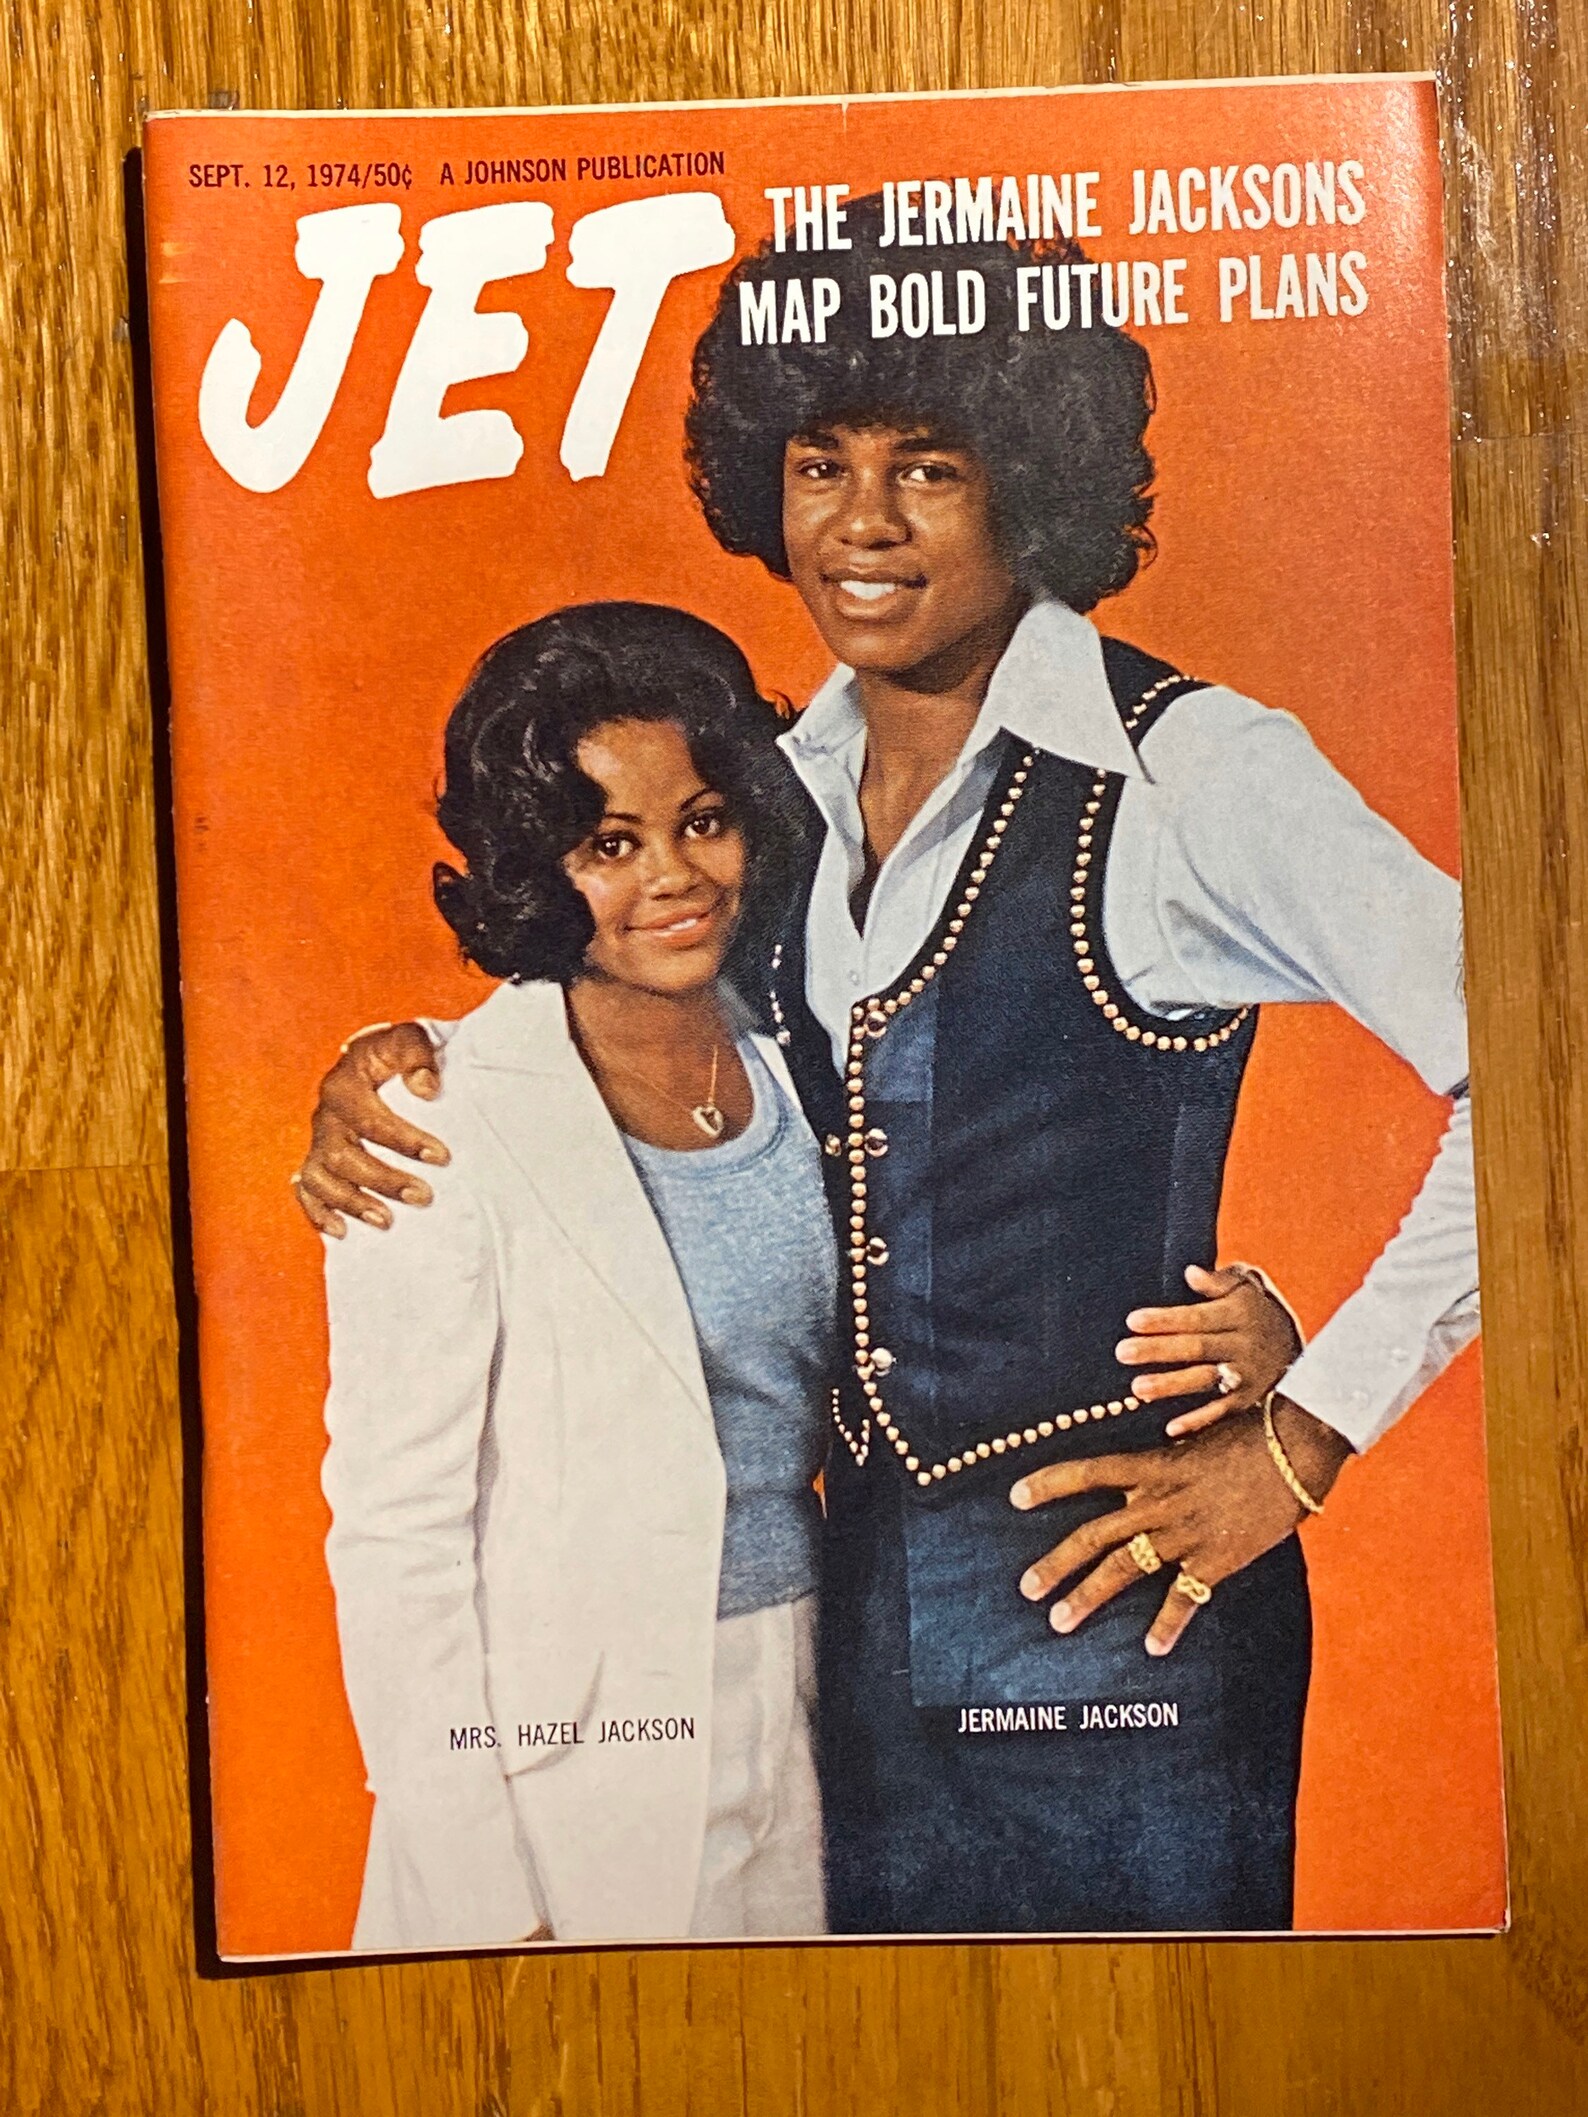 SEPT. 12, 1974/50¢ A JOHNSON PUBLICATION
JET
THE JERMAINE JACKSONS
MAP BOLD FUTURE PLANS
MRS. HAZEL JACKSON
JERMAINE JACKSON